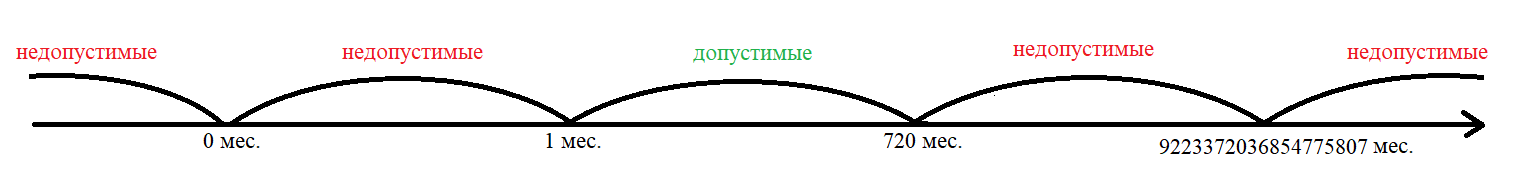 недопустимые недопустимые допустимые недопустимые недопустимые
0 мес. 1 мес. 720 мес. 9223372036854775807 мес.